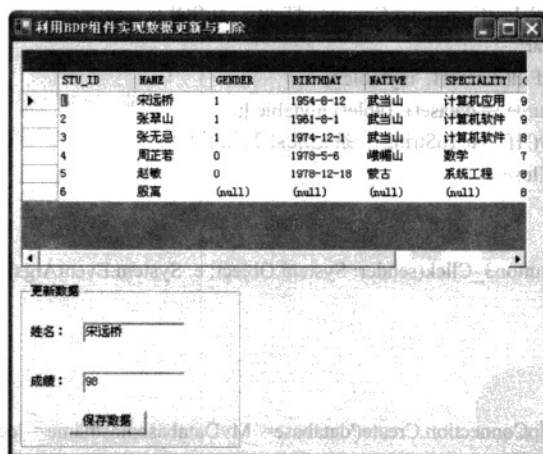 利用BDP组件实现数据更新与删除
STU_ID NAME GENDER BIRTHDAY NATIVE SPECIALITY
1 宋远桥 1 1954-8-12 武当山 计算机应用 9
2 张翠山 1 1961-8-1 武当山 计算机软件 9
3 张无忌 1 1974-12-1 武当山 计算机软件 8
4 周芷若 0 1978-5-6 峨嵋山 数学 7
5 赵敏 0 1978-12-18 蒙古 系统工程 8
6 殷离 (null) (null) (null) (null) 8
更新数据
姓名： 宋远桥
成绩： 98
保存数据